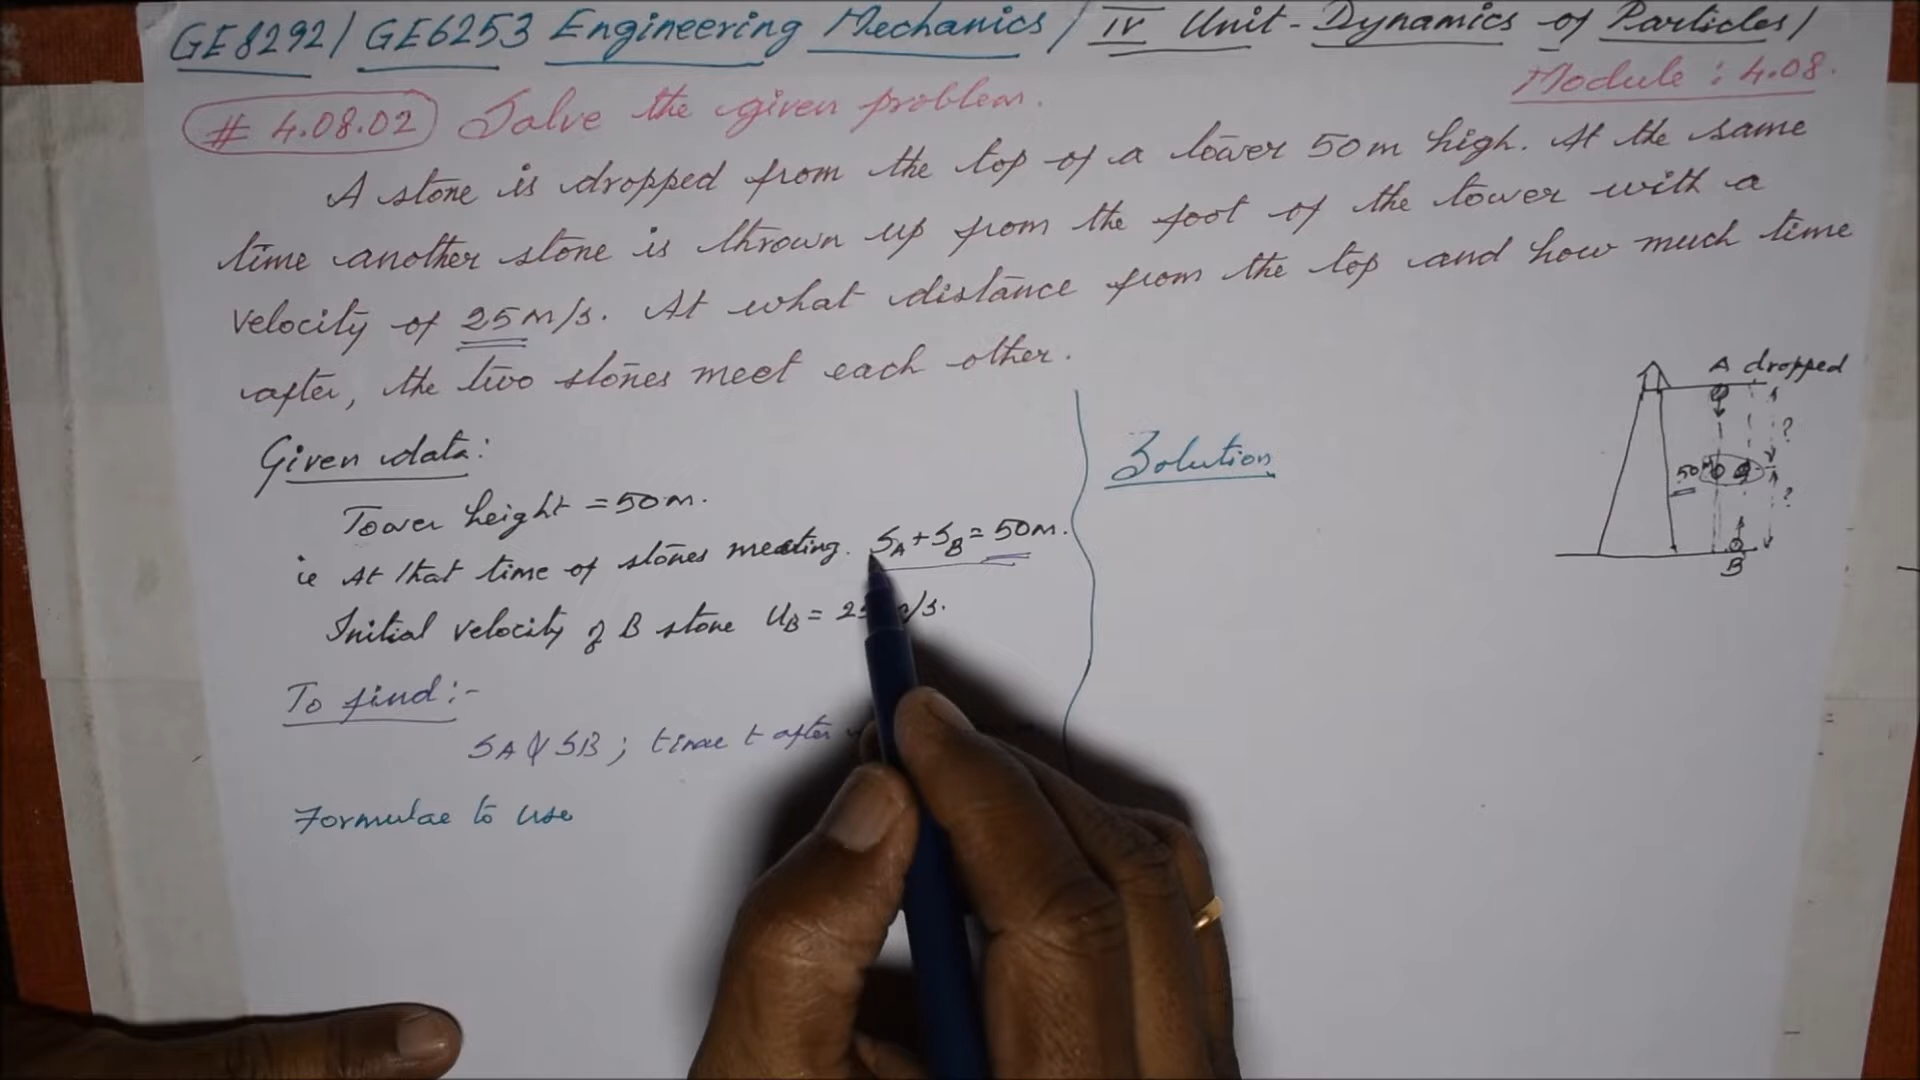 GE8292/ GE6253 Engineering Mechanics/ IV Unit - Dynamics of Particles/
Module : 4.08.
# 4.08.02 Solve the given problem.
A stone is dropped from the top of a tower 50m high. At the same
time another stone is thrown up from the foot of the tower with a
velocity of 25m/s. At what distance from the top and how much time
after, the two stones meet each other.
Given data:
Tower height = 50m.
ie At that time of stones meeting. SA + SB = 50m.
Initial velocity of B stone UB = 2 /s.
To find:-
SA & SB ; time t after
Formulae to use
Solution
A dropped
?
50m
?
B